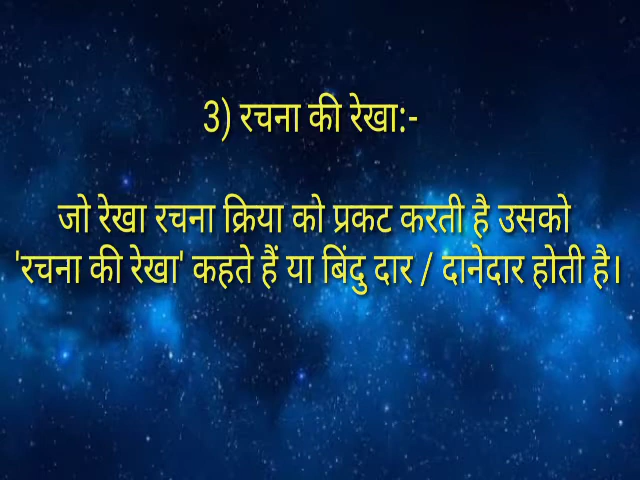 3) रचना की रेखा:-
जो रेखा रचना क्रिया को प्रकट करती है उसको
'रचना की रेखा' कहते हैं या बिंदु दार / दानेदार होती है।